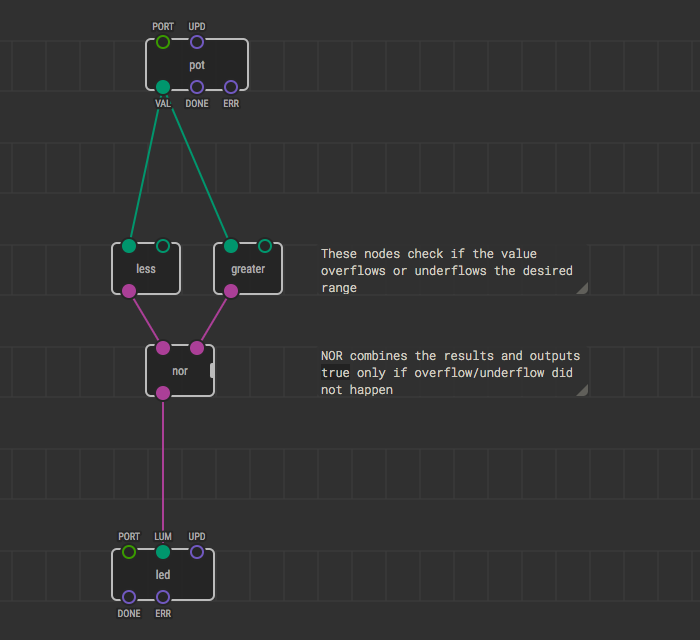 PORT UPD
pot
VAL DONE ERR
less greater
These nodes check if the value
overflows or underflows the desired
range
nor
NOR combines the results and outputs
true only if overflow/underflow did
not happen
PORT LUM UPD
led
DONE ERR